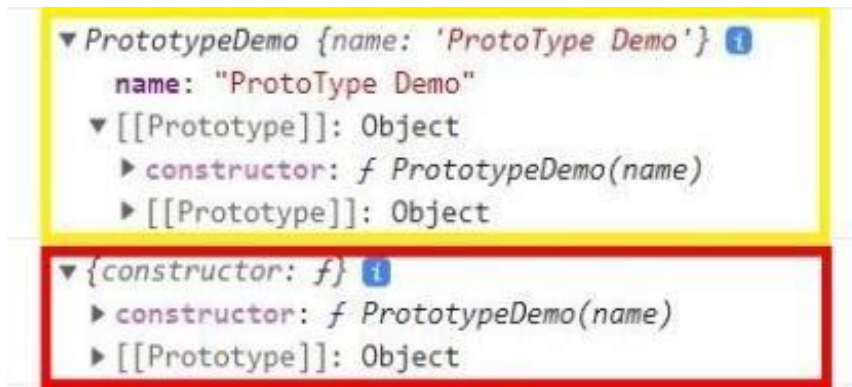 ▼ PrototypeDemo {name: 'ProtoType Demo'} i
name: "ProtoType Demo"
▼ [[Prototype]]: Object
▶ constructor: ƒ PrototypeDemo(name)
▶ [[Prototype]]: Object
▼ {constructor: ƒ} i
▶ constructor: ƒ PrototypeDemo(name)
▶ [[Prototype]]: Object